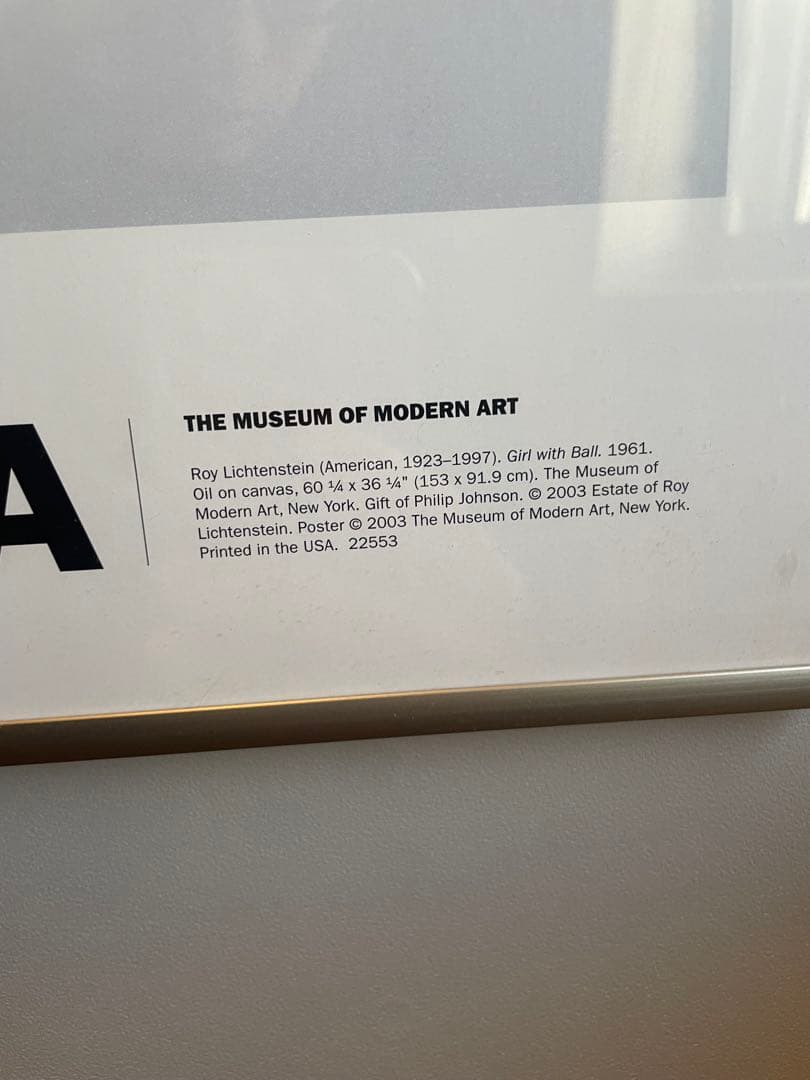 A
THE MUSEUM OF MODERN ART
Roy Lichtenstein (American, 1923–1997). Girl with Ball. 1961.
Oil on canvas, 60 ¼ x 36 ¼" (153 x 91.9 cm). The Museum of
Modern Art, New York. Gift of Philip Johnson. © 2003 Estate of Roy
Lichtenstein. Poster © 2003 The Museum of Modern Art, New York.
Printed in the USA. 22553